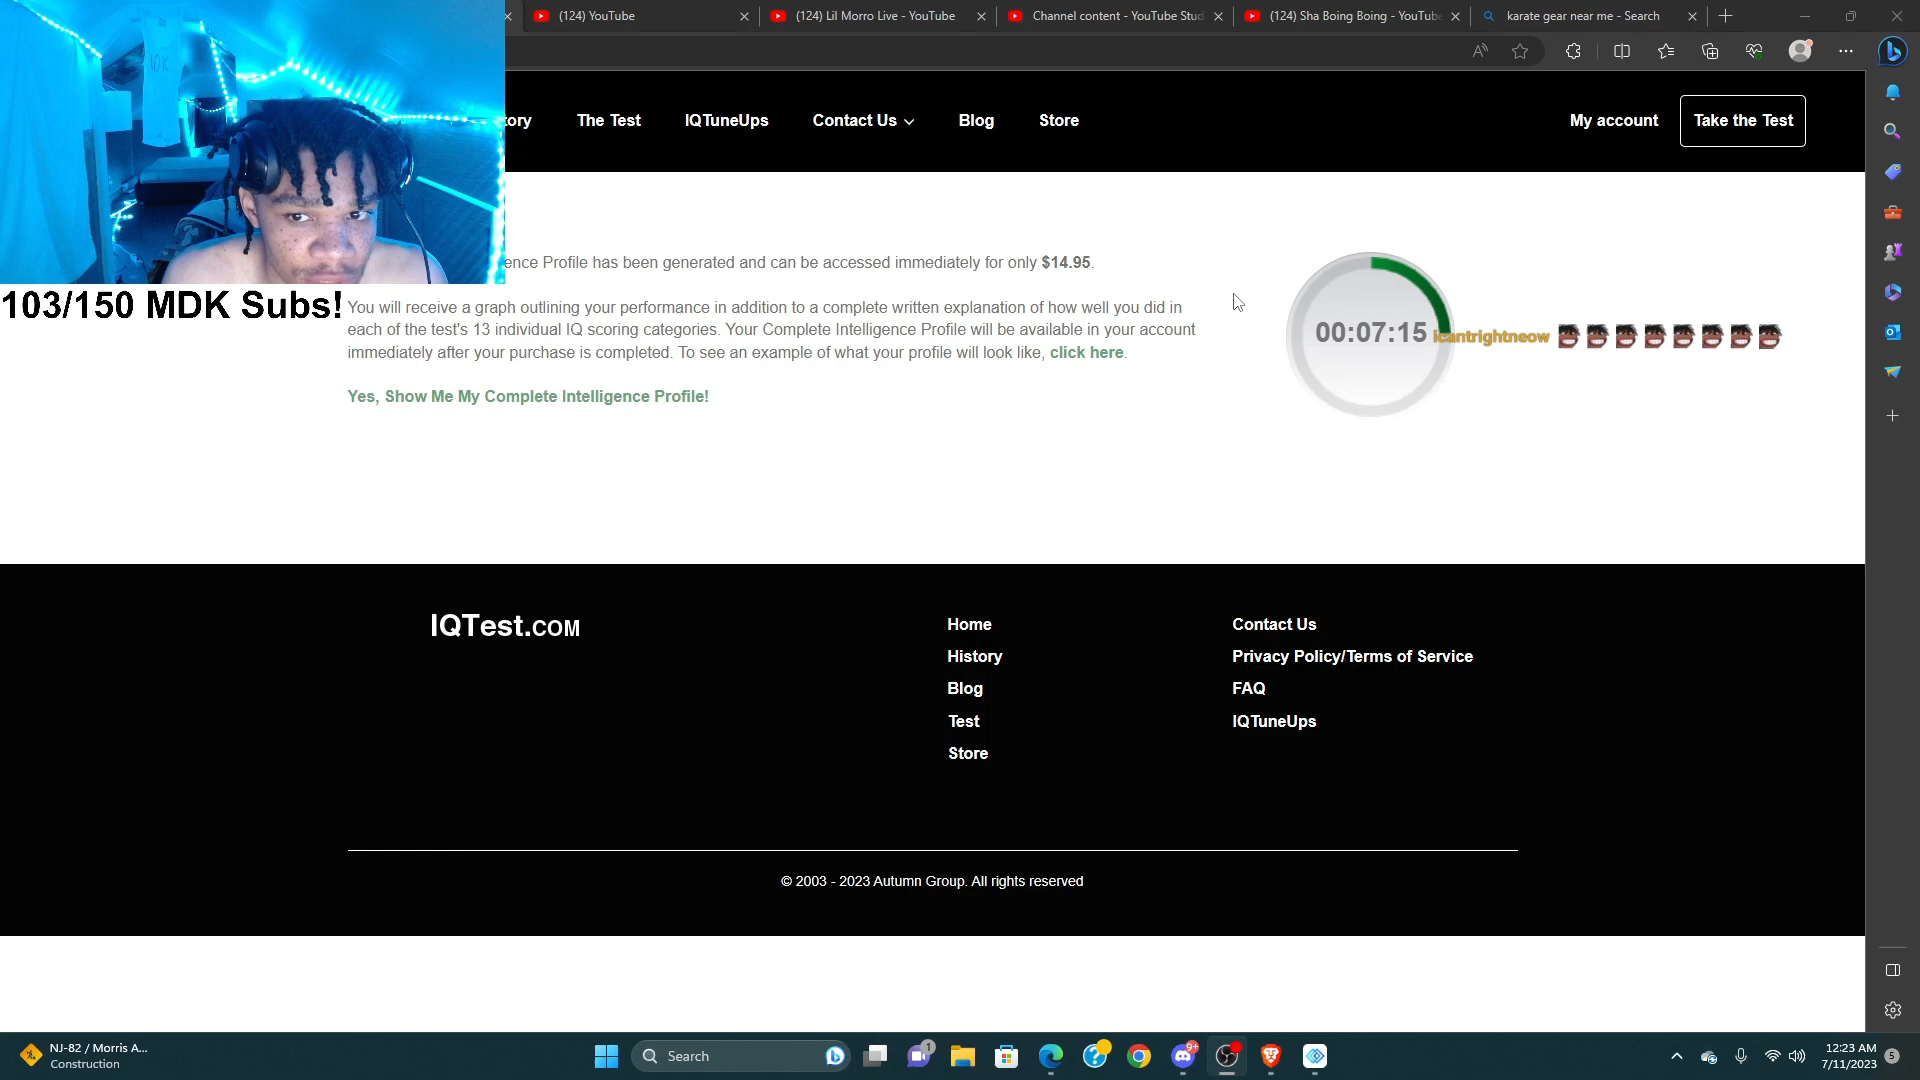 (124) YouTube
(124) Lil Morro Live - YouTube
Channel content - YouTube Stud
(124) Sha Boing Boing - YouTube
karate gear near me - Search
10K
ory
The Test
IQTuneUps
Contact Us
Blog
Store
My account
Take the Test
ence Profile has been generated and can be accessed immediately for only $14.95.
103/150 MDK Subs!
You will receive a graph outlining your performance in addition to a complete written explanation of how well you did in
each of the test's 13 individual IQ scoring categories. Your Complete Intelligence Profile will be available in your account
immediately after your purchase is completed. To see an example of what your profile will look like, click here.
Yes, Show Me My Complete Intelligence Profile!
00:07:15
icantrightneow
IQTest.COM
Home
History
Blog
Test
Store
Contact Us
Privacy Policy/Terms of Service
FAQ
IQTuneUps
© 2003 - 2023 Autumn Group. All rights reserved
NJ-82 / Morris A...
Construction
Search
1
9+
12:23 AM
7/11/2023
5